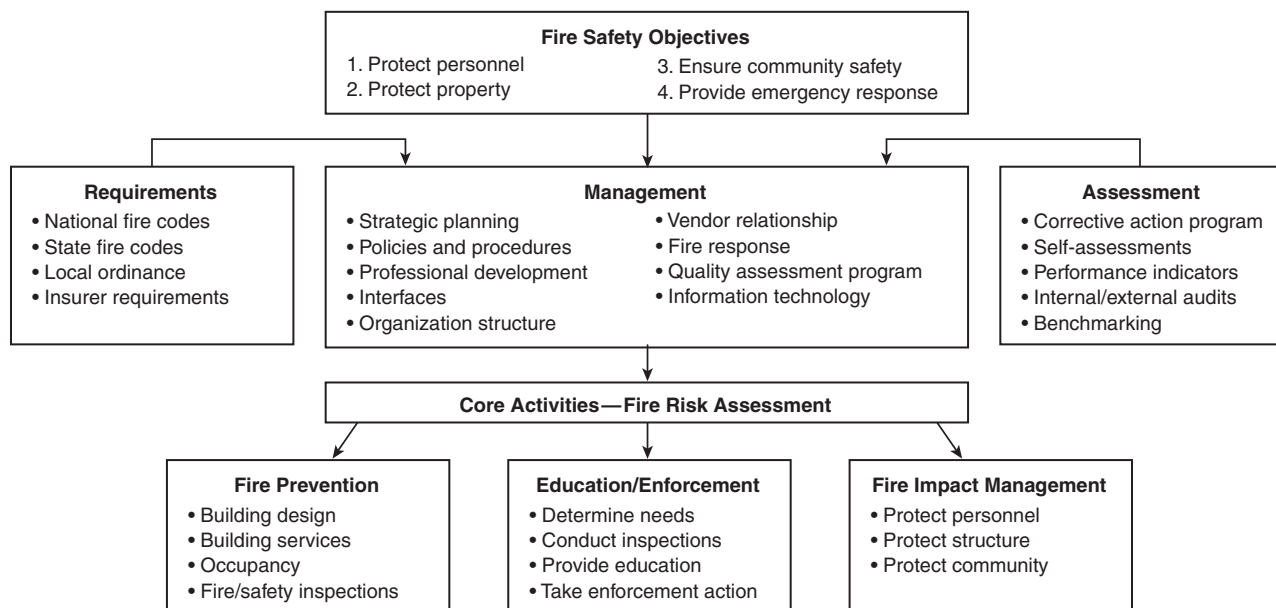 Fire Safety Objectives
1. Protect personnel
2. Protect property
3. Ensure community safety
4. Provide emergency response
Requirements
• National fire codes
• State fire codes
• Local ordinance
• Insurer requirements
Management
• Strategic planning
• Policies and procedures
• Professional development
• Interfaces
• Organization structure
• Vendor relationship
• Fire response
• Quality assessment program
• Information technology
Assessment
• Corrective action program
• Self-assessments
• Performance indicators
• Internal/external audits
• Benchmarking
Core Activities—Fire Risk Assessment
Fire Prevention
• Building design
• Building services
• Occupancy
• Fire/safety inspections
Education/Enforcement
• Determine needs
• Conduct inspections
• Provide education
• Take enforcement action
Fire Impact Management
• Protect personnel
• Protect structure
• Protect community